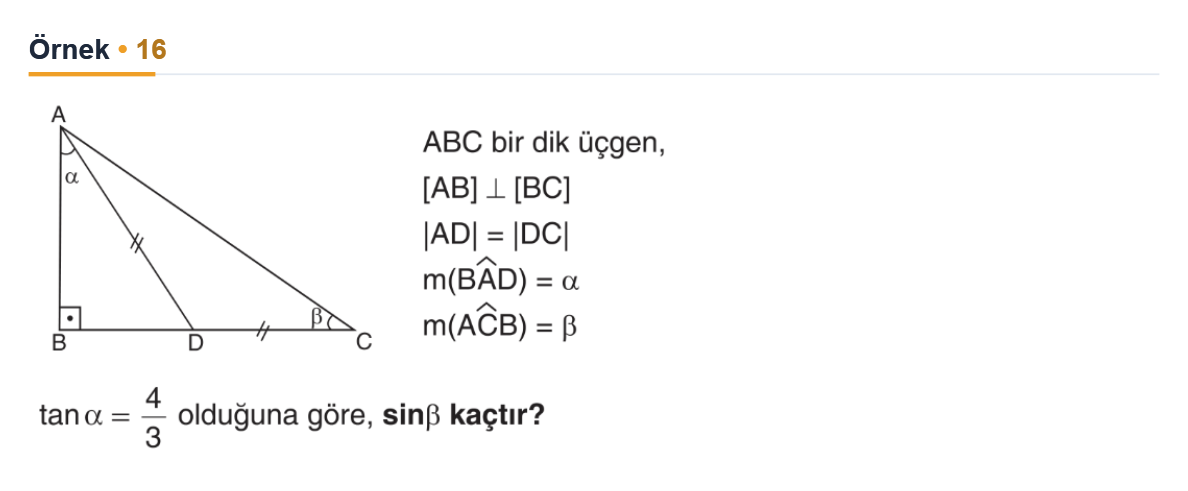 Örnek • 16
A
α
β
B
D
C
ABC bir dik üçgen,
[AB] ⊥ [BC]
|AD| = |DC|
m(BÂD) = α
m(AĈB) = β
tan α = 4/3 olduğuna göre, sinβ kaçtır?